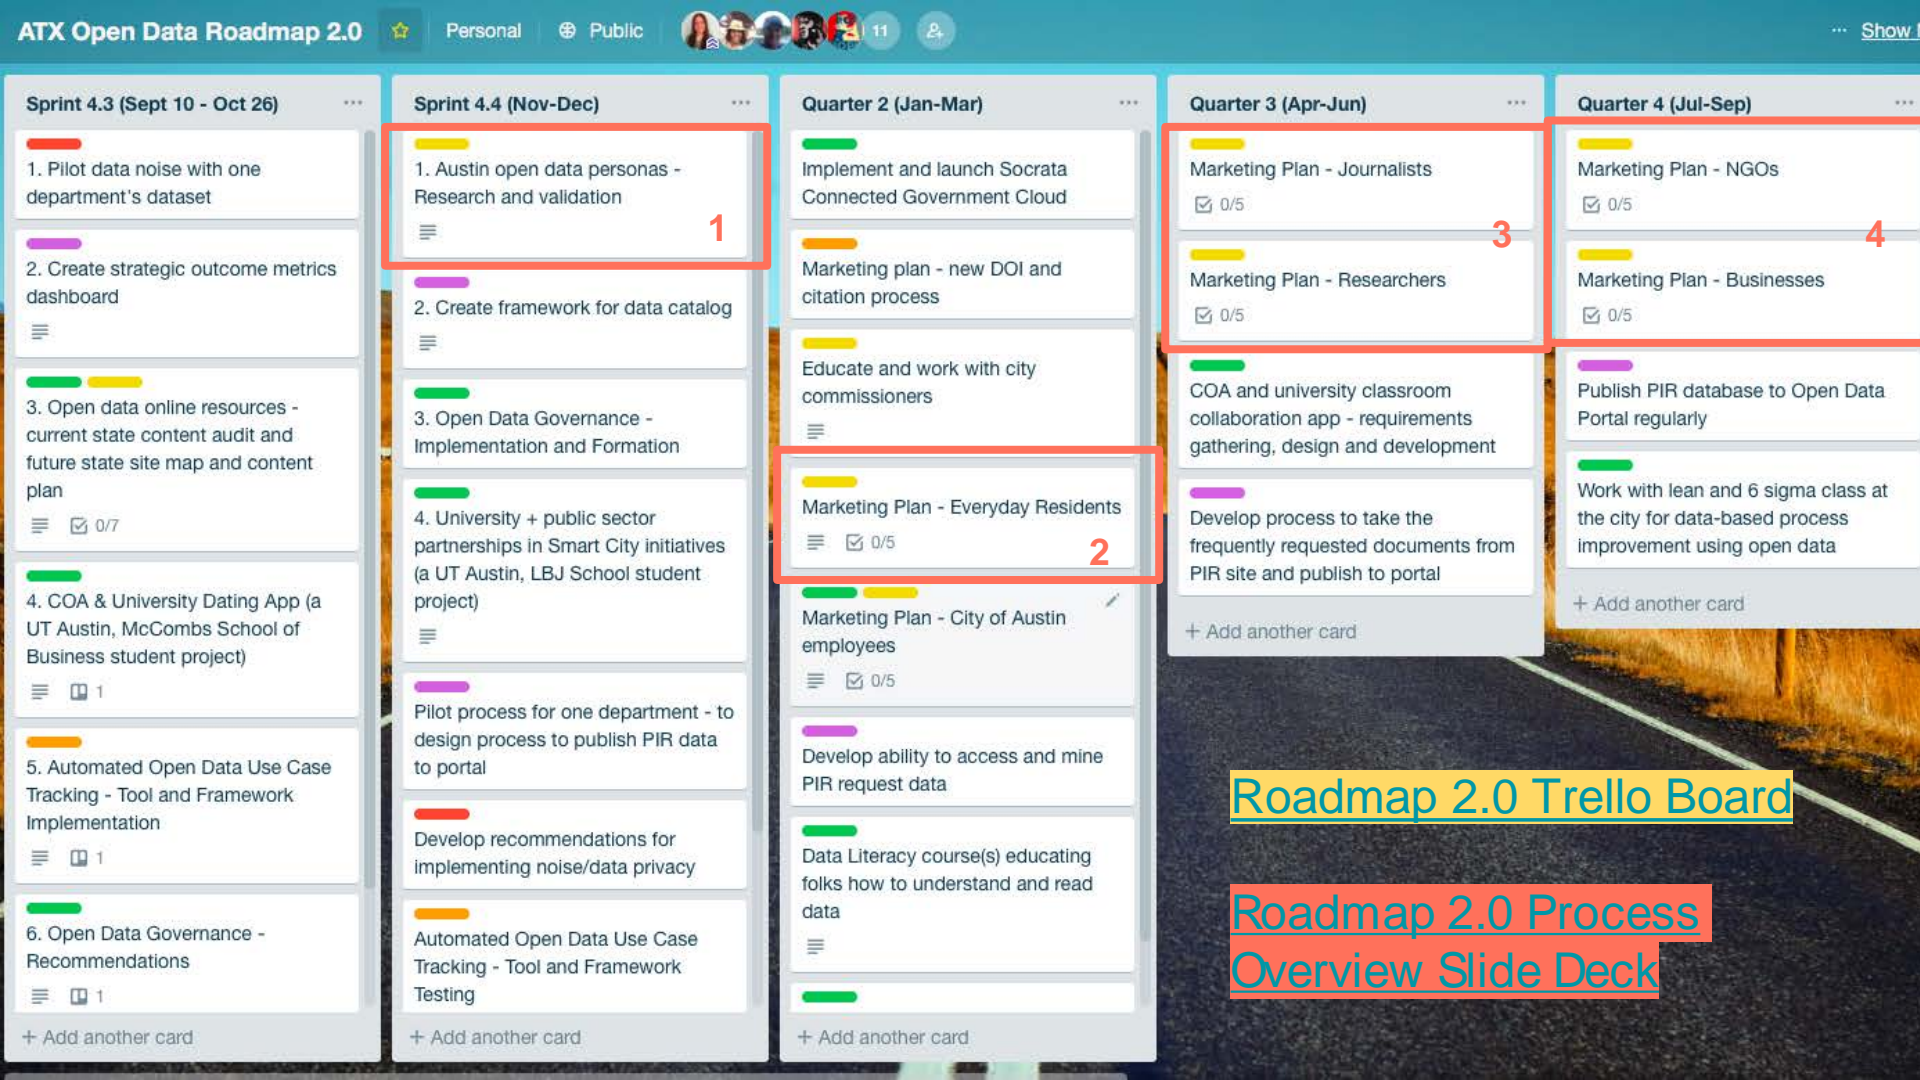 ATX Open Data Roadmap 2.0
Personal
Public
11
... Show
Sprint 4.3 (Sept 10 - Oct 26)
1. Pilot data noise with one
department's dataset
2. Create strategic outcome metrics
dashboard
3. Open data online resources -
current state content audit and
future state site map and content
plan
0/7
4. COA & University Dating App (a
UT Austin, McCombs School of
Business student project)
1
5. Automated Open Data Use Case
Tracking - Tool and Framework
Implementation
1
6. Open Data Governance -
Recommendations
1
+ Add another card
Sprint 4.4 (Nov-Dec)
1. Austin open data personas -
Research and validation
1
2. Create framework for data catalog
3. Open Data Governance -
Implementation and Formation
4. University + public sector
partnerships in Smart City initiatives
(a UT Austin, LBJ School student
project)
Pilot process for one department - to
design process to publish PIR data
to portal
Develop recommendations for
implementing noise/data privacy
Automated Open Data Use Case
Tracking - Tool and Framework
Testing
+ Add another card
Quarter 2 (Jan-Mar)
Implement and launch Socrata
Connected Government Cloud
Marketing plan - new DOI and
citation process
Educate and work with city
commissioners
Marketing Plan - Everyday Residents
0/5
2
Marketing Plan - City of Austin
employees
0/5
Develop ability to access and mine
PIR request data
Data Literacy course(s) educating
folks how to understand and read
data
+ Add another card
Quarter 3 (Apr-Jun)
Marketing Plan - Journalists
0/5
3
Marketing Plan - Researchers
0/5
COA and university classroom
collaboration app - requirements
gathering, design and development
Develop process to take the
frequently requested documents from
PIR site and publish to portal
+ Add another card
Quarter 4 (Jul-Sep)
Marketing Plan - NGOs
0/5
4
Marketing Plan - Businesses
0/5
Publish PIR database to Open Data
Portal regularly
Work with lean and 6 sigma class at
the city for data-based process
improvement using open data
+ Add another card
Roadmap 2.0 Trello Board
Roadmap 2.0 Process
Overview Slide Deck